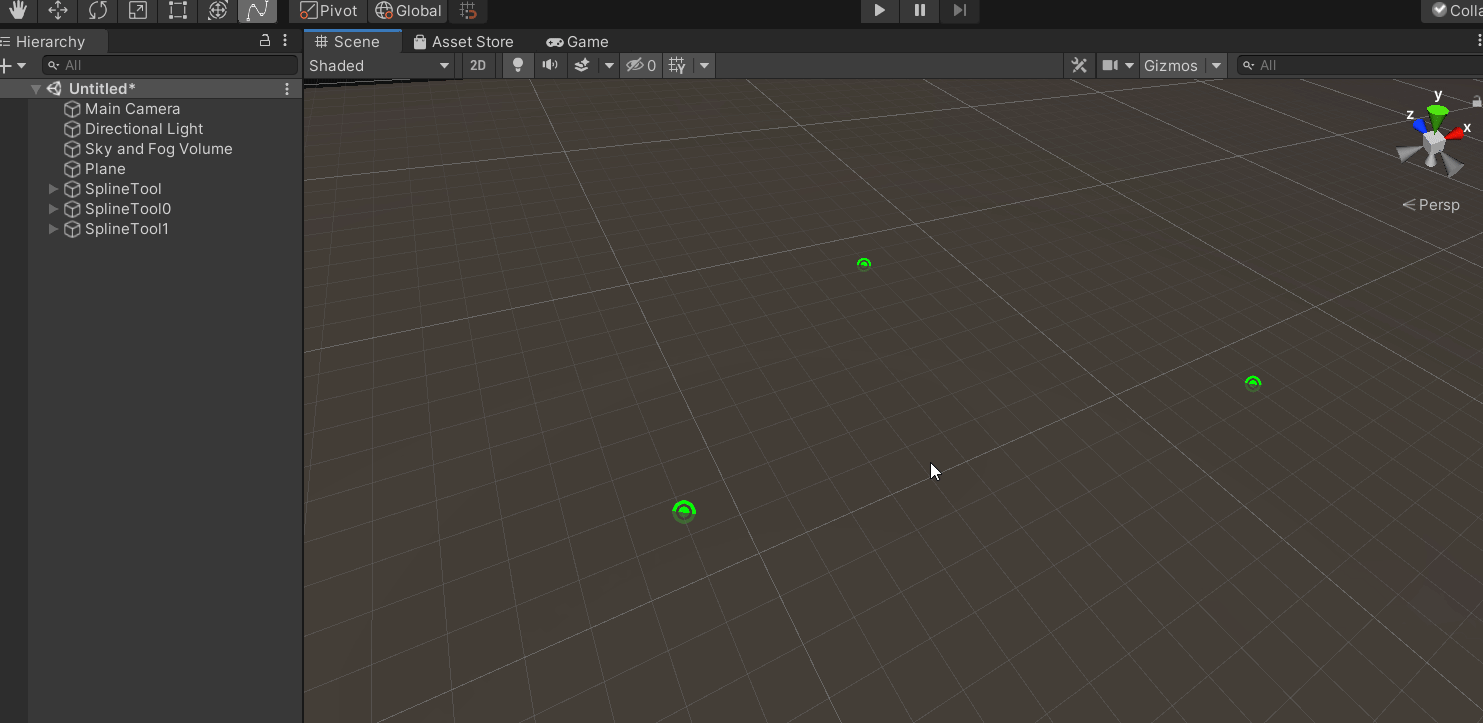 Pivot Global Colla
Hierarchy Scene Asset Store Game
All Shaded 2D 0 Gizmos All
Untitled*
Main Camera
Directional Light
Sky and Fog Volume
Plane
SplineTool
SplineTool0
SplineTool1
y
z x
Persp